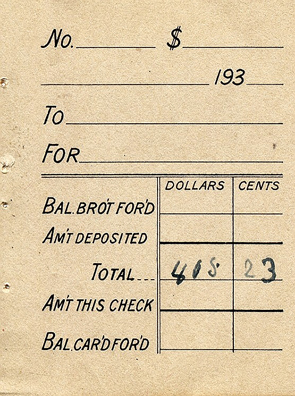 No. $
193
To
For
DOLLARS CENTS
BAL. BRO'T FOR'D
AM'T DEPOSITED
TOTAL 405 23
AM'T THIS CHECK
BAL. CAR'D FOR'D